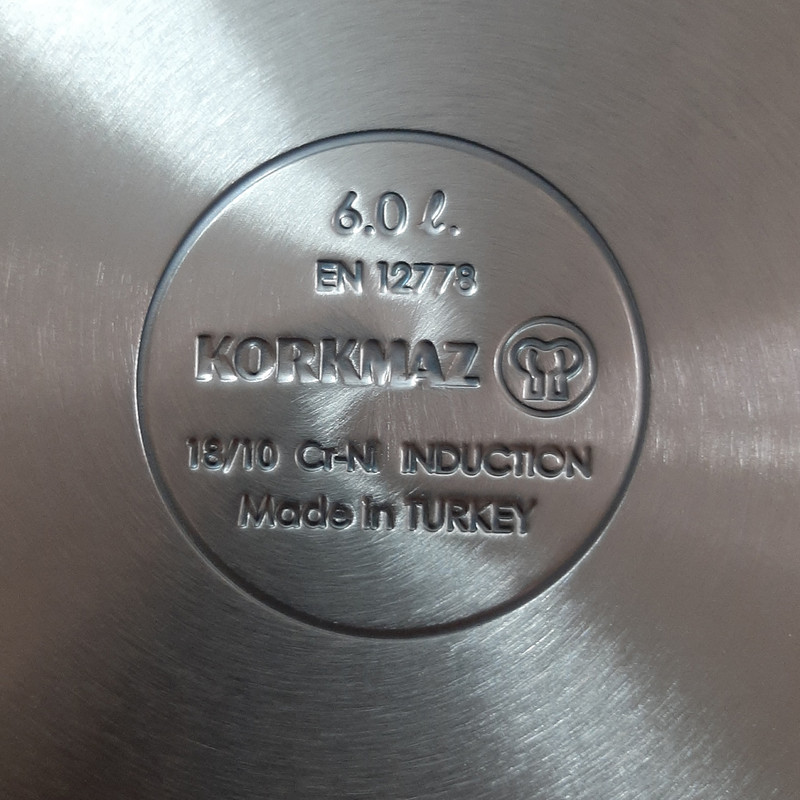 6.0 l.
EN 12778
KORKMAZ
18/10 Cr-Ni INDUCTION
Made in TURKEY